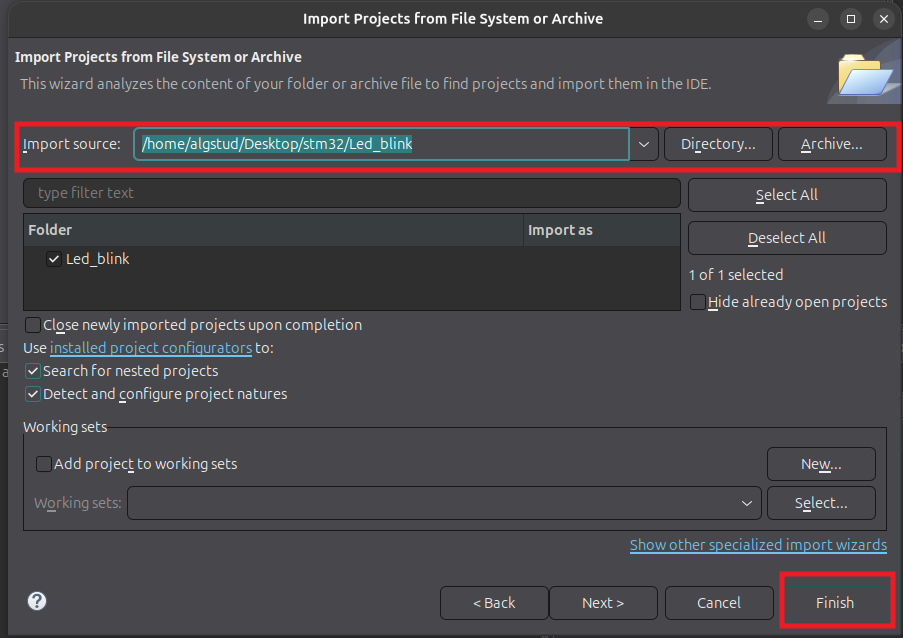 Import Projects from File System or Archive
Import Projects from File System or Archive
This wizard analyzes the content of your folder or archive file to find projects and import them in the IDE.
Import source: /home/algstud/Desktop/stm32/Led_blink Directory... Archive...
type filter text Select All
Folder Import as Deselect All
Led_blink
1 of 1 selected
Hide already open projects
Close newly imported projects upon completion
Use installed project configurators to:
Search for nested projects
Detect and configure project natures
Working sets
Add project to working sets New...
Working sets: Select...
Show other specialized import wizards
? < Back Next > Cancel Finish